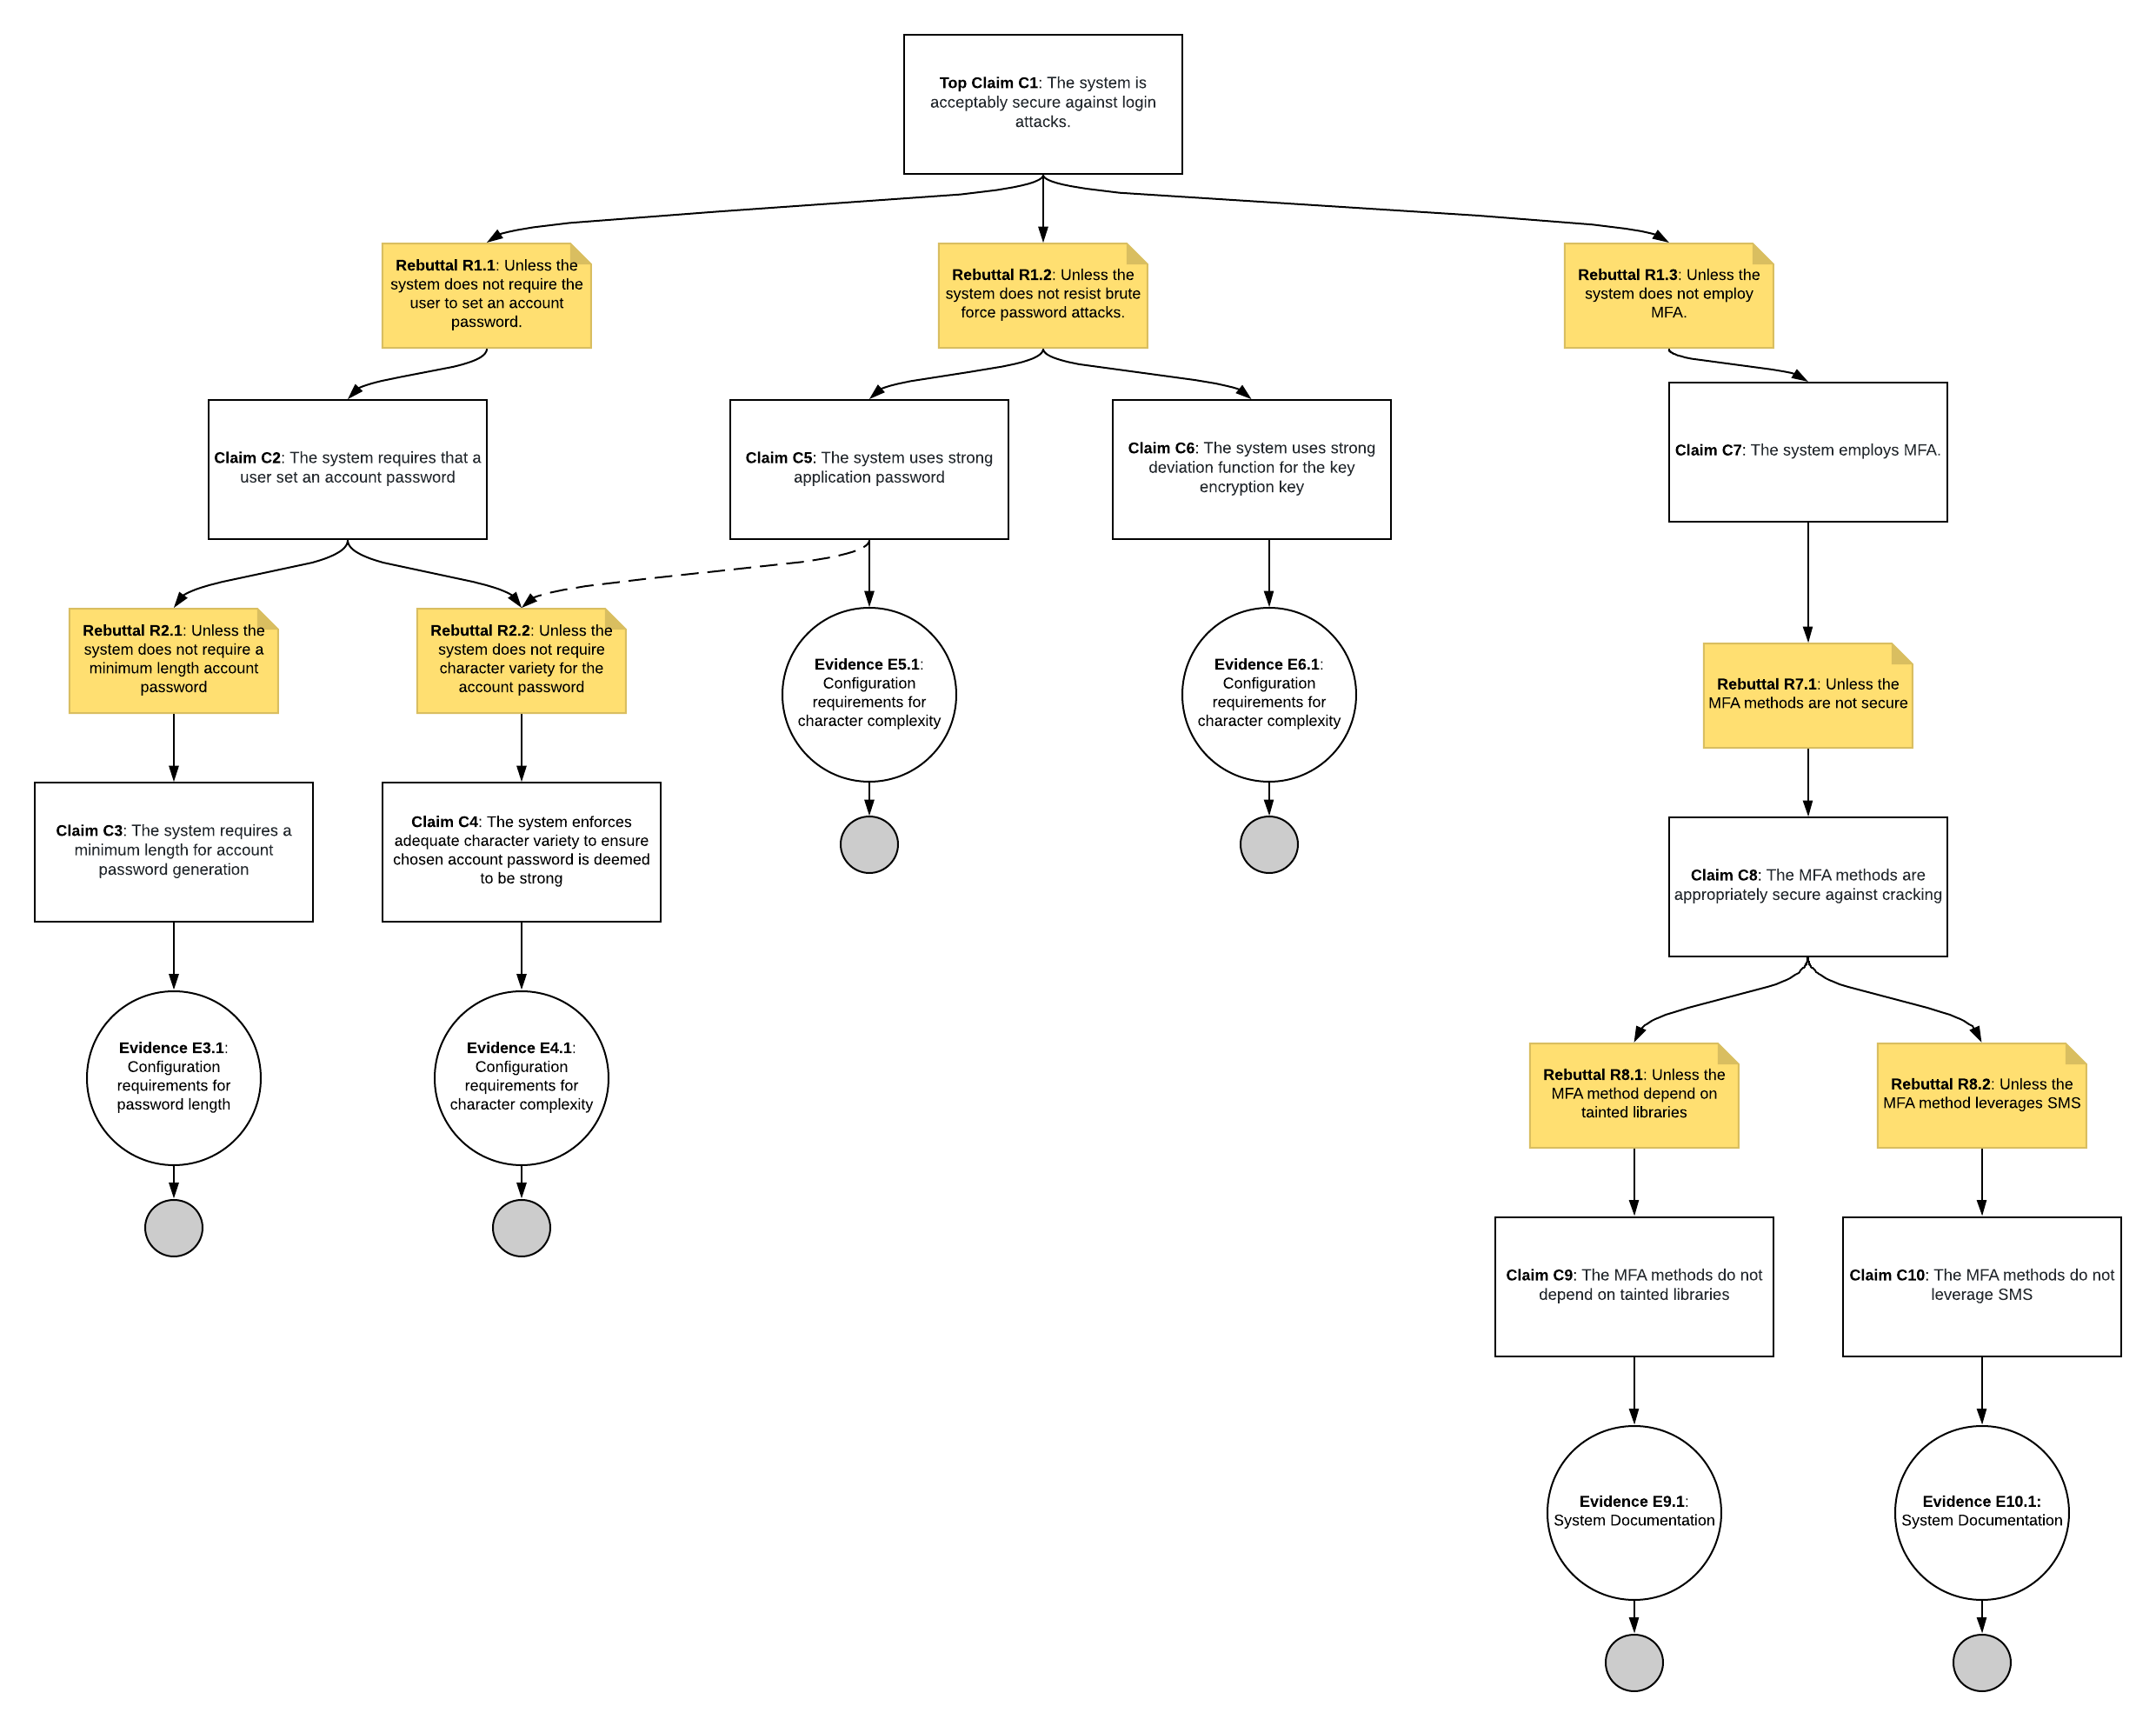 Top Claim C1: The system is
acceptably secure against login
attacks.
Rebuttal R1.1: Unless the
system does not require the
user to set an account
password.
Rebuttal R1.2: Unless the
system does not resist brute
force password attacks.
Rebuttal R1.3: Unless the
system does not employ
MFA.
Claim C2: The system requires that a
user set an account password
Claim C5: The system uses strong
application password
Claim C6: The system uses strong
deviation function for the key
encryption key
Claim C7: The system employs MFA.
Rebuttal R2.1: Unless the
system does not require a
minimum length account
password
Rebuttal R2.2: Unless the
system does not require
character variety for the
account password
Evidence E5.1:
Configuration
requirements for
character complexity
Evidence E6.1:
Configuration
requirements for
character complexity
Rebuttal R7.1: Unless the
MFA methods are not secure
Claim C3: The system requires a
minimum length for account
password generation
Claim C4: The system enforces
adequate character variety to ensure
chosen account password is deemed
to be strong
Claim C8: The MFA methods are
appropriately secure against cracking
Evidence E3.1:
Configuration
requirements for
password length
Evidence E4.1:
Configuration
requirements for
character complexity
Rebuttal R8.1: Unless the
MFA method depend on
tainted libraries
Rebuttal R8.2: Unless the
MFA method leverages SMS
Claim C9: The MFA methods do not
depend on tainted libraries
Claim C10: The MFA methods do not
leverage SMS
Evidence E9.1:
System Documentation
Evidence E10.1:
System Documentation